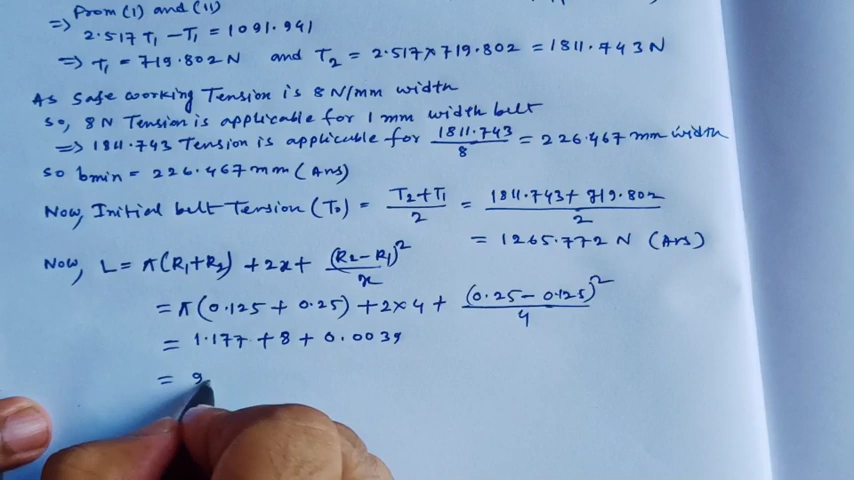 From (I) and (II)
⇒ 2.517 T₁ – T₁ = 1091.941
⇒ T₁ = 719.802 N and T₂ = 2.517×719.802 = 1811.743 N
As safe working Tension is 8 N/mm width
so, 8 N Tension is applicable for 1 mm width belt
⇒ 1811.743 Tension is applicable for 1811.743/8 = 226.467 mm width
so bmin = 226.467 mm (Ans)
Now, Initial belt Tension (T₀) = (T₂+T₁)/2 = (1811.743 + 719.802)/2
= 1265.772 N (Ans)
Now, L = π(R₁+R₂) + 2x + (R₂–R₁)²/x
= π(0.125 + 0.25) + 2×4 + (0.25 – 0.125)²/4
= 1.177 + 8 + 0.0039
= 9.